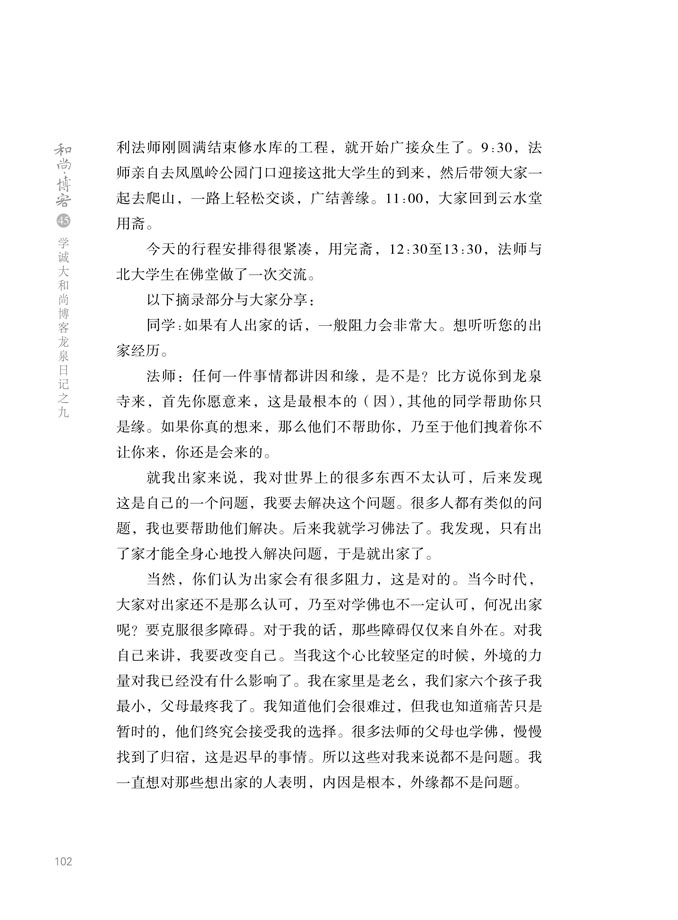 和尚·博客
45
学诚大和尚博客龙泉日记之九
利法师刚圆满结束修水库的工程，就开始广接众生了。9:30，法
师亲自去凤凰岭公园门口迎接这批大学生的到来，然后带领大家一
起去爬山，一路上轻松交谈，广结善缘。11:00，大家回到云水堂
用斋。
今天的行程安排得很紧凑，用完斋，12:30至13:30，法师与
北大学生在佛堂做了一次交流。
以下摘录部分与大家分享：
同学：如果有人出家的话，一般阻力会非常大。想听听您的出
家经历。
法师：任何一件事情都讲因和缘，是不是？比方说你到龙泉
寺来，首先你愿意来，这是最根本的（因），其他的同学帮助你只
是缘。如果你真的想来，那么他们不帮助你，乃至于他们拽着你不
让你来，你还是会来的。
就我出家来说，我对世界上的很多东西不太认可，后来发现
这是自己的一个问题，我要去解决这个问题。很多人都有类似的问
题，我也要帮助他们解决。后来我就学习佛法了。我发现，只有出
了家才能全身心地投入解决问题，于是就出家了。
当然，你们认为出家会有很多阻力，这是对的。当今时代，
大家对出家还不是那么认可，乃至对学佛也不一定认可，何况出家
呢？要克服很多障碍。对于我的话，那些障碍仅仅来自外在。对我
自己来讲，我要改变自己。当我这个心比较坚定的时候，外境的力
量对我已经没有什么影响了。我在家里是老幺，我们家六个孩子我
最小，父母最疼我了。我知道他们会很难过，但我也知道痛苦只是
暂时的，他们终究会接受我的选择。很多法师的父母也学佛，慢慢
找到了归宿，这是迟早的事情。所以这些对我来说都不是问题。我
一直想对那些想出家的人表明，内因是根本，外缘都不是问题。
102